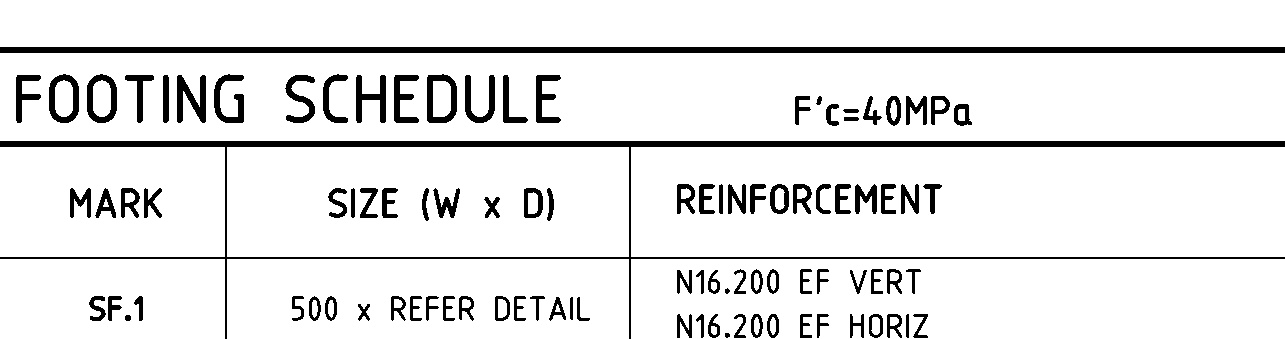 FOOTING SCHEDULE F'c=40MPa
MARK SIZE (W x D) REINFORCEMENT
SF.1 500 x REFER DETAIL N16.200 EF VERT
N16.200 EF HORIZ